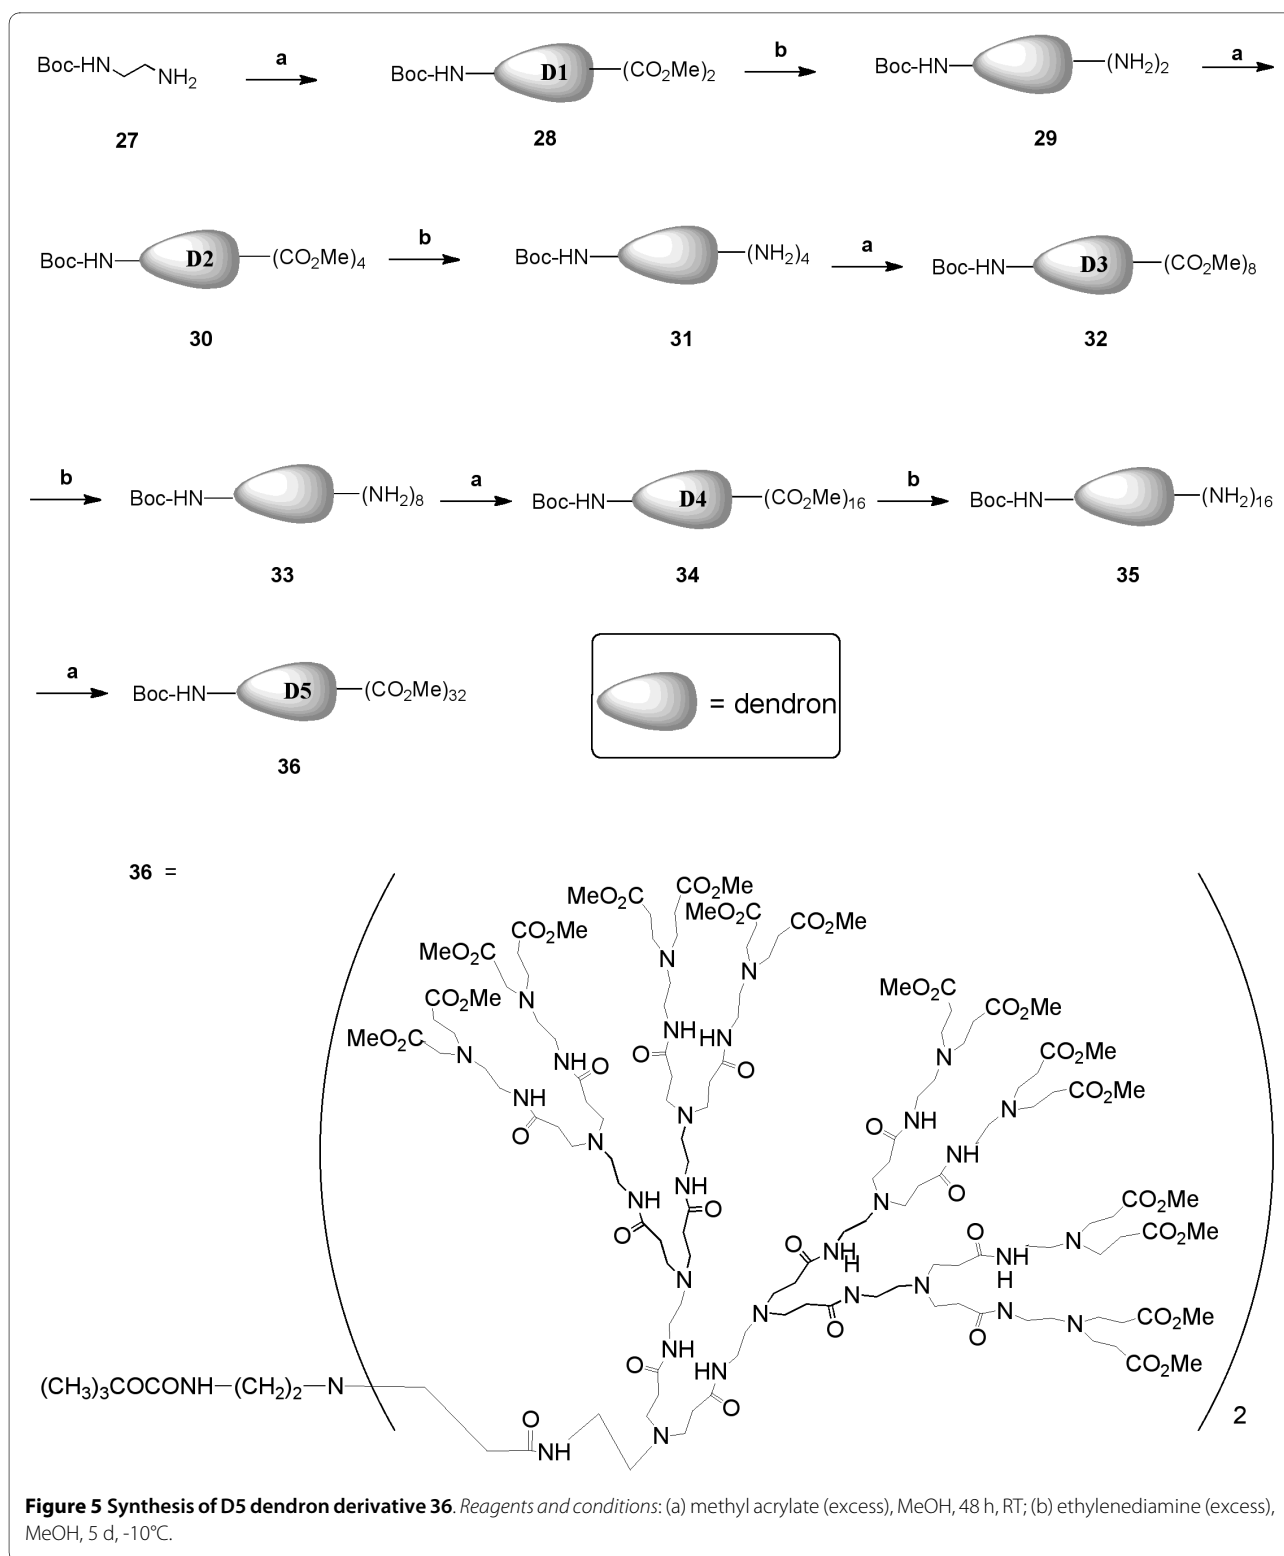 a b
Boc-HN NH₂ Boc-HN D1 (CO₂Me)₂ Boc-HN (NH₂)₂ a
27 28 29
b a
Boc-HN D2 (CO₂Me)₄ Boc-HN (NH₂)₄ Boc-HN D3 (CO₂Me)₈
30 31 32
b a b
Boc-HN (NH₂)₈ Boc-HN D4 (CO₂Me)₁₆ Boc-HN (NH₂)₁₆
33 34 35
a
Boc-HN D5 (CO₂Me)₃₂ = dendron
36
36 =
MeO₂C CO₂Me
MeO₂C CO₂Me
CO₂Me
MeO₂C N
N
MeO₂C CO₂Me
CO₂Me N
MeO₂C NH HN
N O NH O O N CO₂Me
CO₂Me
NH N NH N
O N O
NH
NH NH O
O O N CO₂Me
O O NH N CO₂Me
NH H
H
N N N
N O N N CO₂Me
O O
NH CO₂Me
O HN
(CH₃)₃COCONH–(CH₂)₂–N O
O N 2
NH
Figure 5 Synthesis of D5 dendron derivative 36. Reagents and conditions: (a) methyl acrylate (excess), MeOH, 48 h, RT; (b) ethylenediamine (excess),
MeOH, 5 d, -10°C.